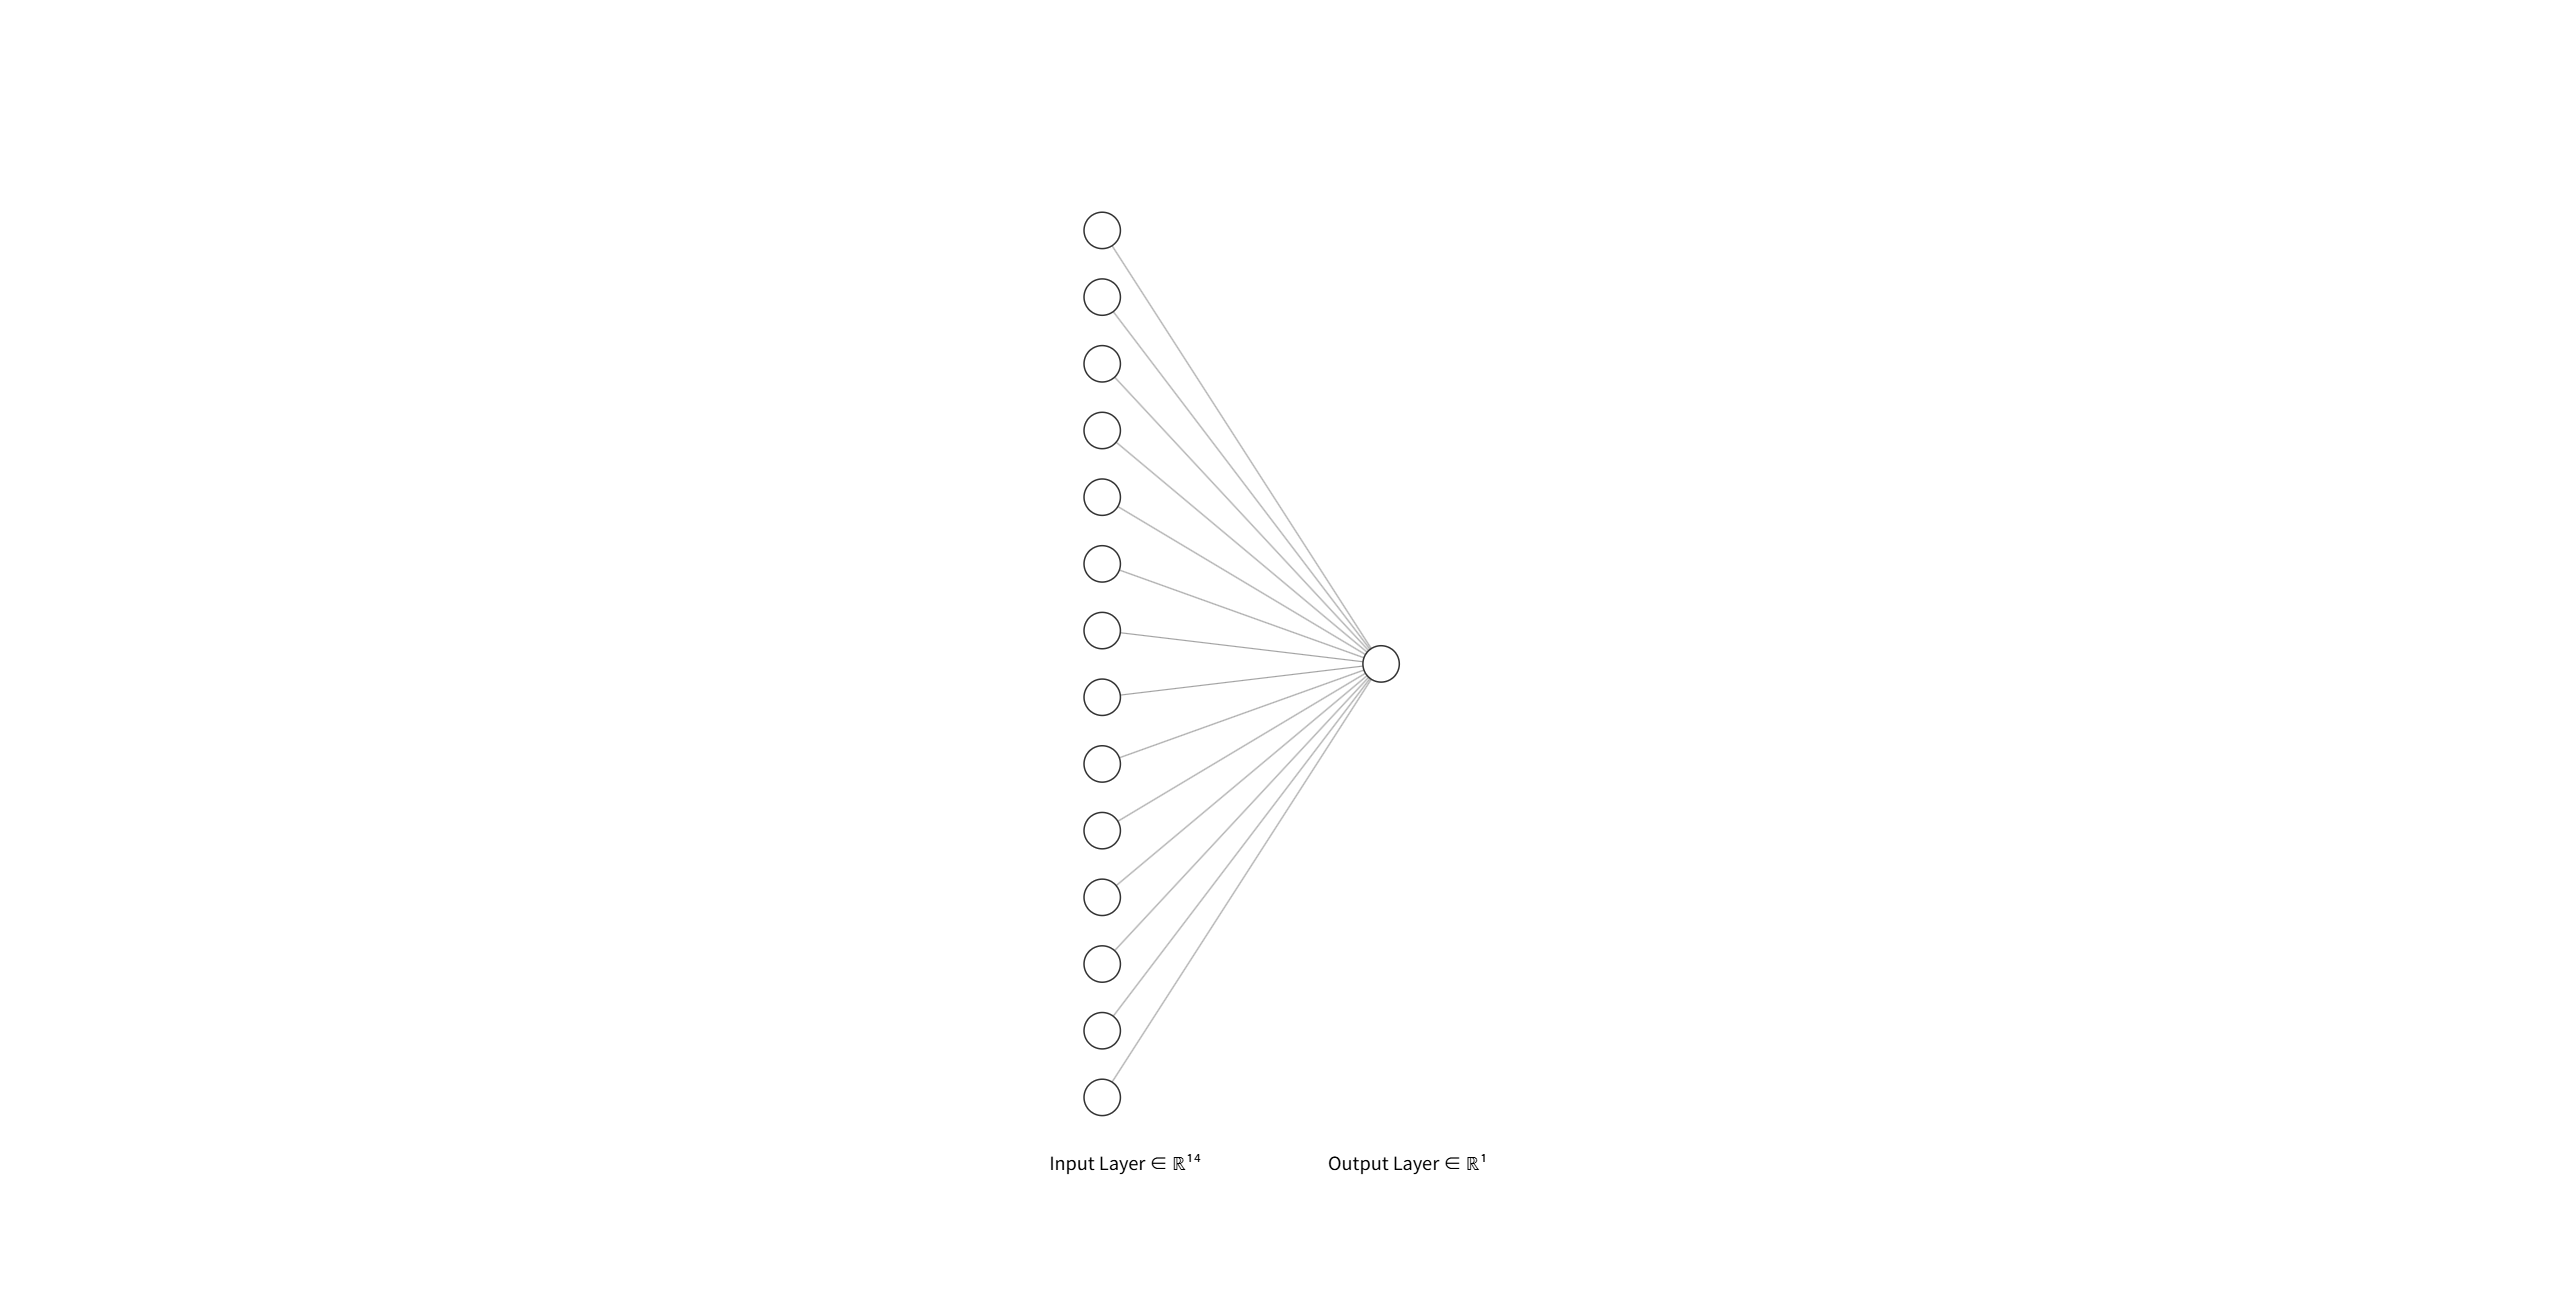 Input Layer ∈ ℝ¹⁴
Output Layer ∈ ℝ¹